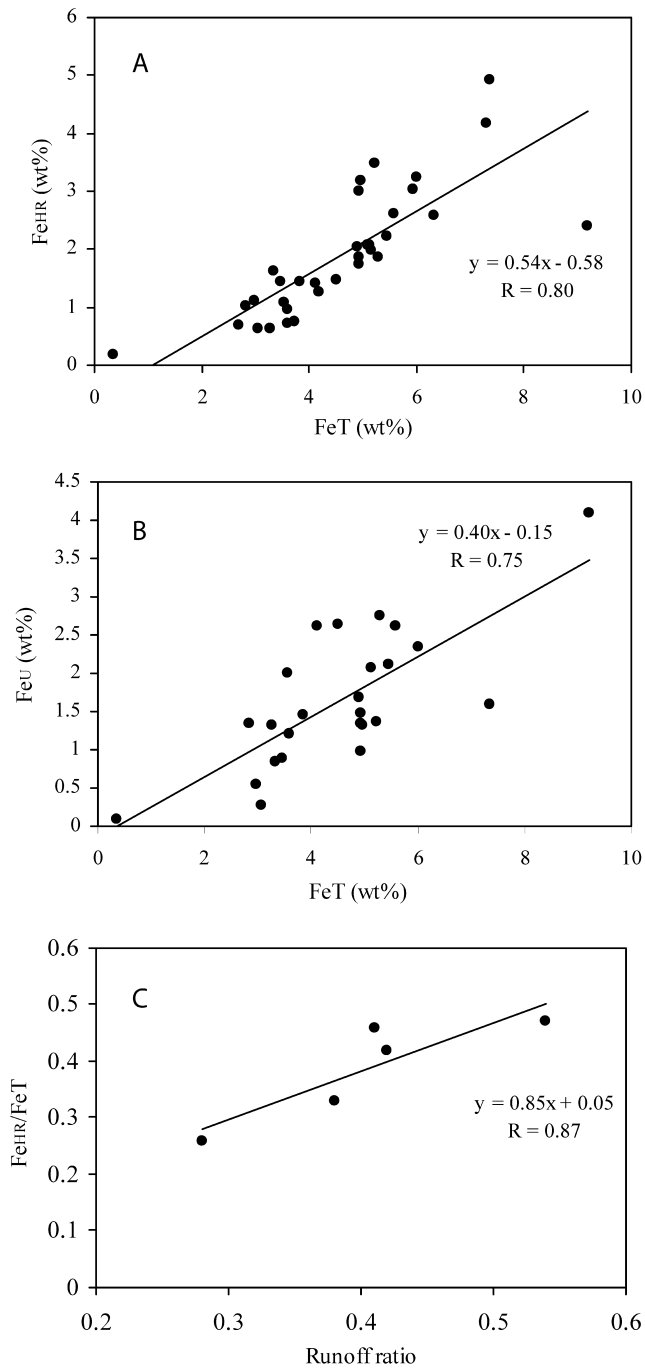 6
5
4
3
2
1
0
A
FeHR (wt%)
y = 0.54x - 0.58
R = 0.80
0 2 4 6 8 10
FeT (wt%)
4.5
4
3.5
3
2.5
2
1.5
1
0.5
0
B
FeU (wt%)
y = 0.40x - 0.15
R = 0.75
0 2 4 6 8 10
FeT (wt%)
0.6
0.5
0.4
0.3
0.2
0.1
0
C
FeHR/FeT
y = 0.85x + 0.05
R = 0.87
0.2 0.3 0.4 0.5 0.6
Runoff ratio